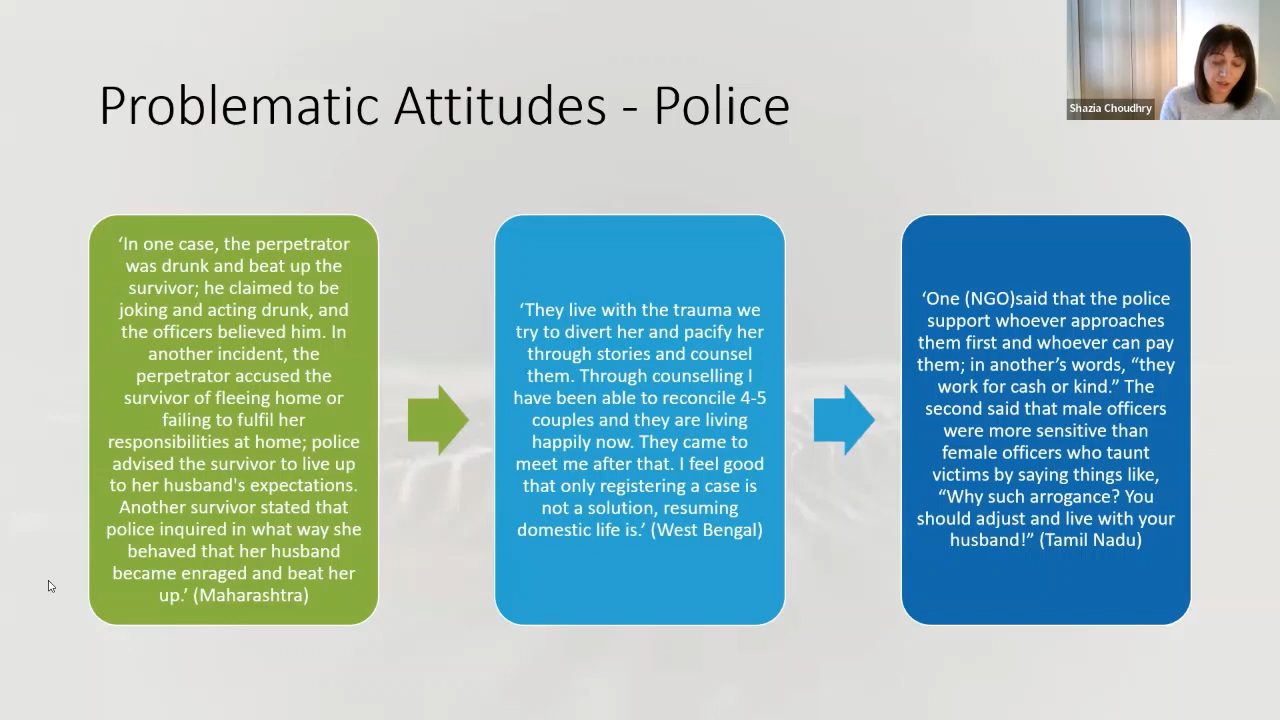 Problematic Attitudes - Police
Shazia Choudhry
‘In one case, the perpetrator
was drunk and beat up the
survivor; he claimed to be
joking and acting drunk, and
the officers believed him. In
another incident, the
perpetrator accused the
survivor of fleeing home or
failing to fulfil her
responsibilities at home; police
advised the survivor to live up
to her husband's expectations.
Another survivor stated that
police inquired in what way she
behaved that her husband
became enraged and beat her
up.’ (Maharashtra)
‘They live with the trauma we
try to divert her and pacify her
through stories and counsel
them. Through counselling I
have been able to reconcile 4-5
couples and they are living
happily now. They came to
meet me after that. I feel good
that only registering a case is
not a solution, resuming
domestic life is.’ (West Bengal)
‘One (NGO)said that the police
support whoever approaches
them first and whoever can pay
them; in another’s words, “they
work for cash or kind.” The
second said that male officers
were more sensitive than
female officers who taunt
victims by saying things like,
“Why such arrogance? You
should adjust and live with your
husband!” (Tamil Nadu)